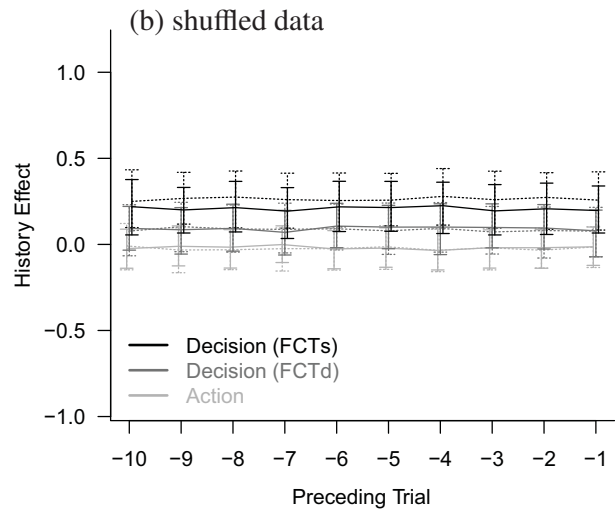 (b) shuffled data
1.0
0.5
0.0
−0.5
−1.0
History Effect
Decision (FCTs)
Decision (FCTd)
Action
−10 −9 −8 −7 −6 −5 −4 −3 −2 −1
Preceding Trial